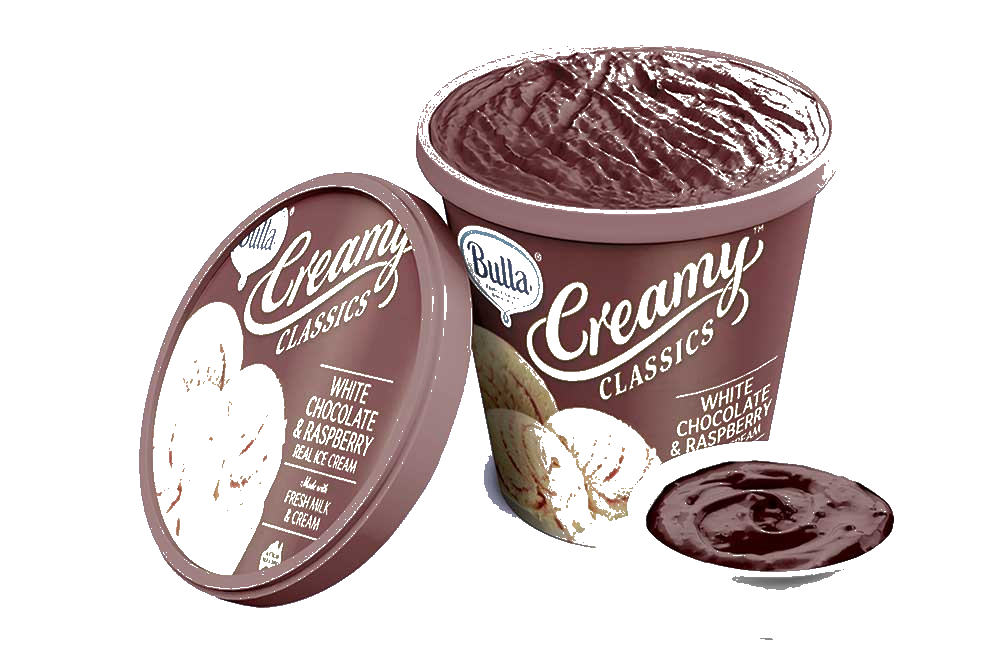 Bulla
Creamy
CLASSICS
WHITE
CHOCOLATE
& RASPBERRY
REAL ICE CREAM
Made with
FRESH MILK
& CREAM
Bulla®
Creamy™
CLASSICS
WHITE
CHOCOLATE
& RASPBERRY